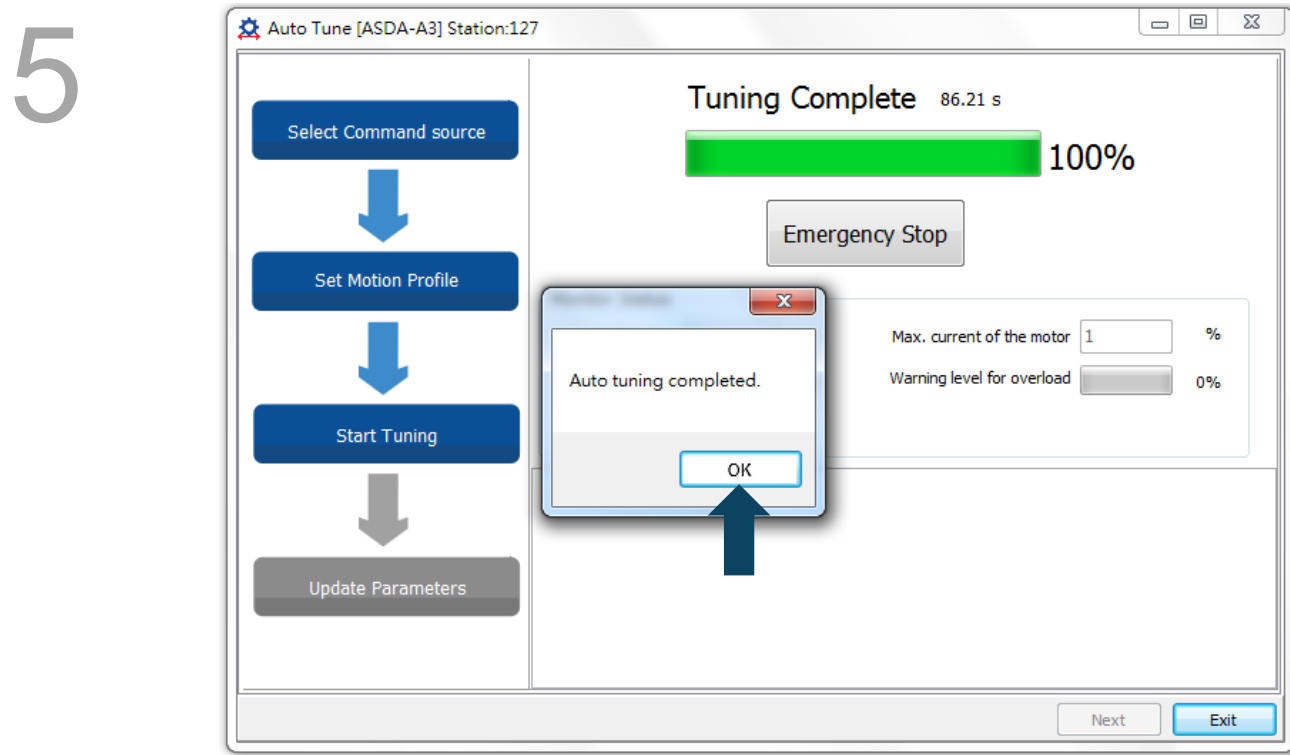 5
Auto Tune [ASDA-A3] Station:127
Select Command source
Set Motion Profile
Start Tuning
Update Parameters
Tuning Complete 86.21 s
100%
Emergency Stop
Max. current of the motor 1 %
Warning level for overload 0%
Auto tuning completed.
OK
Next Exit